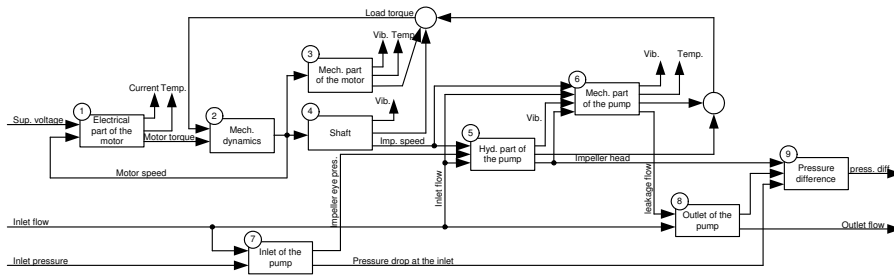 Load torque
Vib. Temp.
3
Mech. part
of the motor
Vib.
Temp.
6
Mech. part
of the pump
Current Temp.
1
Electrical
part of the
motor
Sup. voltage
Motor torque
2
Mech.
dynamics
4
Shaft
Vib.
Imp. speed
Vib.
5
Hyd. part of
the pump
Impeller head
9
Pressure
difference
press. diff.
Motor speed
Impeller eye pres.
Inlet flow
leakage flow
8
Outlet of the
pump
Outlet flow
Inlet flow
7
Inlet of the
pump
Inlet pressure
Pressure drop at the inlet